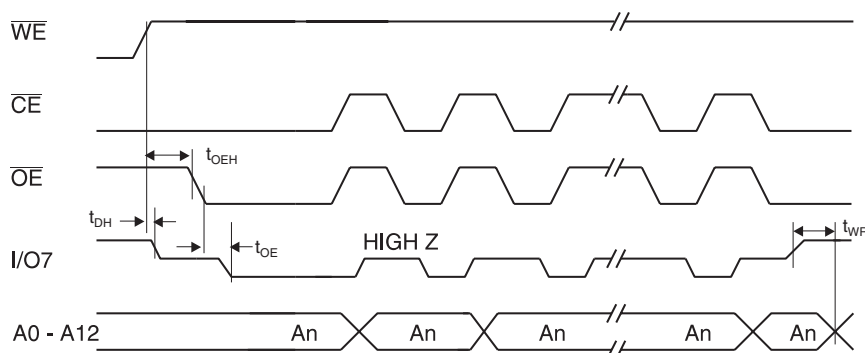 WE
CE
tOEH
OE
tDH
tOE
HIGH Z
tWR
I/O7
A0 - A12
An
An
An
An
An